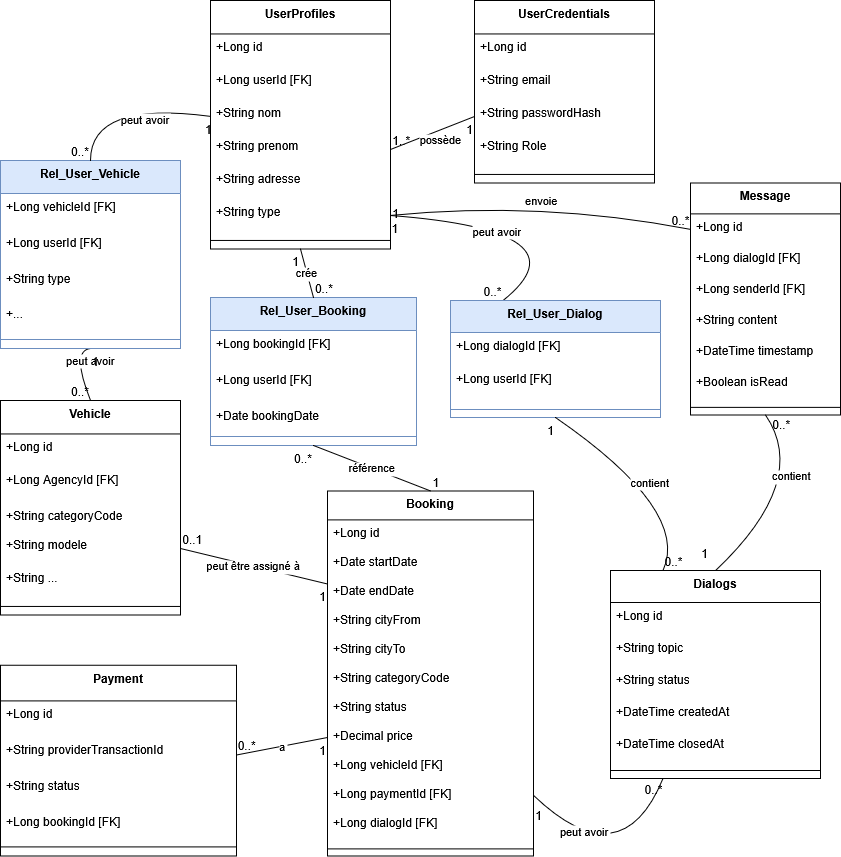 UserProfiles
+Long id
+Long userId [FK]
+String nom
+String prenom
+String adresse
+String type
UserCredentials
+Long id
+String email
+String passwordHash
+String Role
peut avoir
1
0..*
1..*
possède
1
Rel_User_Vehicle
+Long vehicleId [FK]
+Long userId [FK]
+String type
+...
Message
+Long id
+Long dialogId [FK]
+Long senderId [FK]
+String content
+DateTime timestamp
+Boolean isRead
1
envoie
0..*
1
peut avoir
0..*
1
crée
0..*
Rel_User_Booking
+Long bookingId [FK]
+Long userId [FK]
+Date bookingDate
Rel_User_Dialog
+Long dialogId [FK]
+Long userId [FK]
peut avoir
1
0..*
Vehicle
+Long id
+Long AgencyId [FK]
+String categoryCode
+String modele
+String ...
0..*
référence
1
1
contient
0..*
0..*
contient
1
Booking
+Long id
+Date startDate
+Date endDate
+String cityFrom
+String cityTo
+String categoryCode
+String status
+Decimal price
+Long vehicleId [FK]
+Long paymentId [FK]
+Long dialogId [FK]
0..1
peut être assigné à
1
Dialogs
+Long id
+String topic
+String status
+DateTime createdAt
+DateTime closedAt
Payment
+Long id
+String providerTransactionId
+String status
+Long bookingId [FK]
0..*
a
1
1
peut avoir
0..*